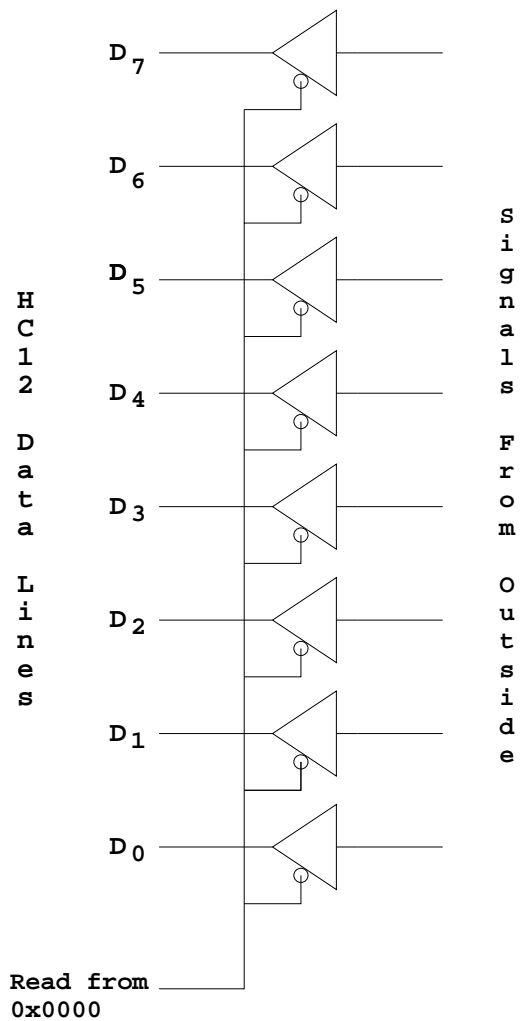 HC12 Data Lines
D7
D6
D5
D4
D3
D2
D1
D0
Signals From Outside
Read from
0x0000